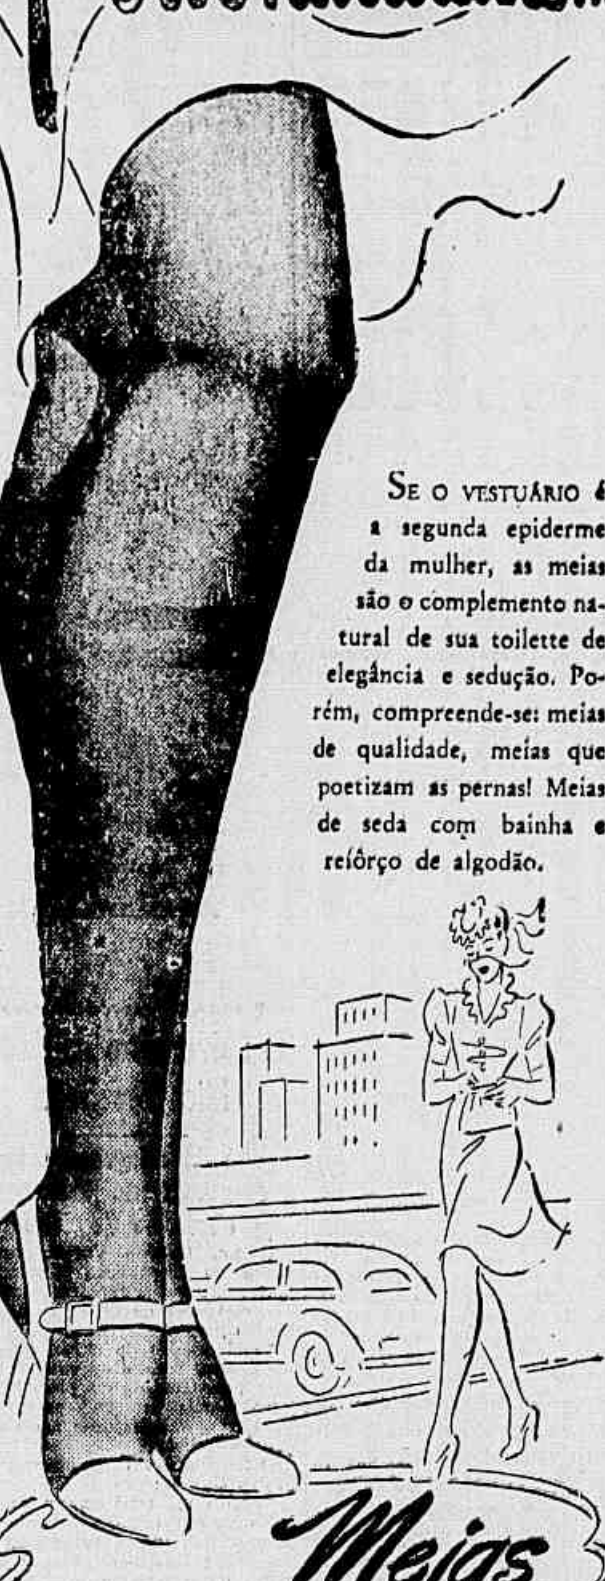 SE O VESTUÁRIO é
a segunda epiderme
da mulher, as meias
são o complemento na-
tural de sua toilette de
elegância e sedução. Po-
rém, compreende-se: meias
de qualidade, meias que
poetizam as pernas! Meias
de seda com bainha e
refôrço de algodão.
Meias